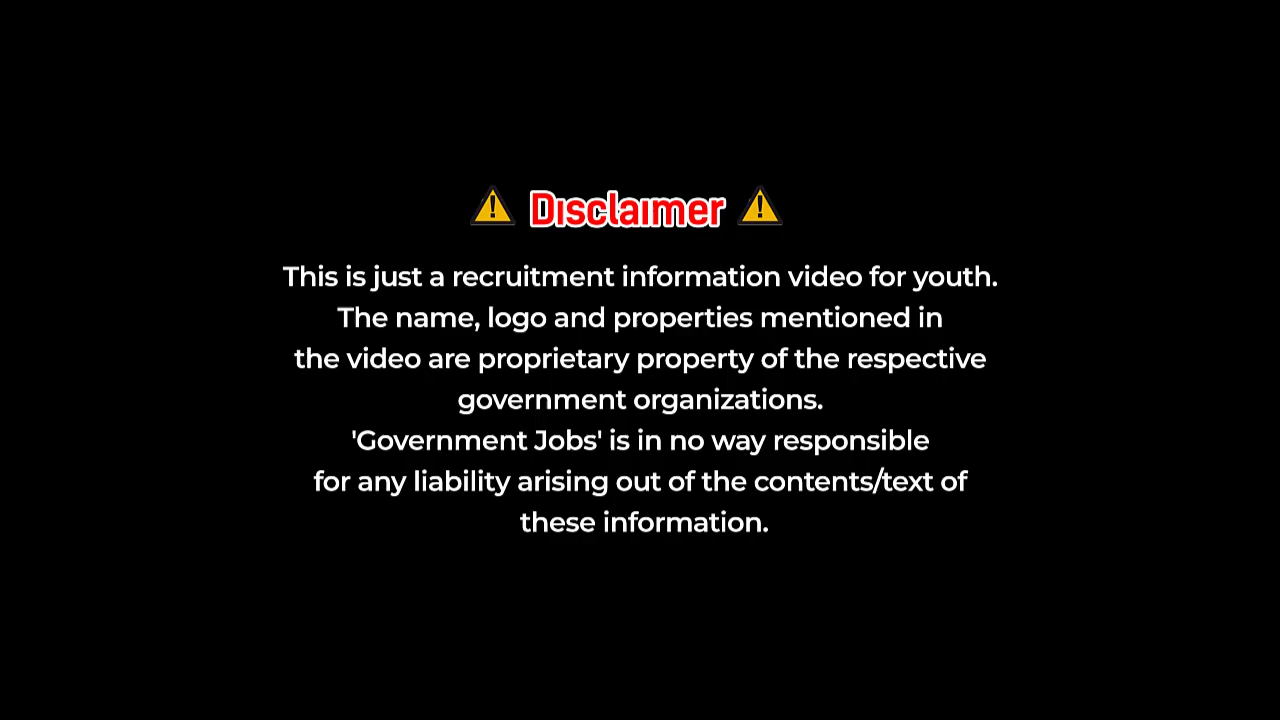 Disclaimer
This is just a recruitment information video for youth.
The name, logo and properties mentioned in
the video are proprietary property of the respective
government organizations.
'Government Jobs' is in no way responsible
for any liability arising out of the contents/text of
these information.